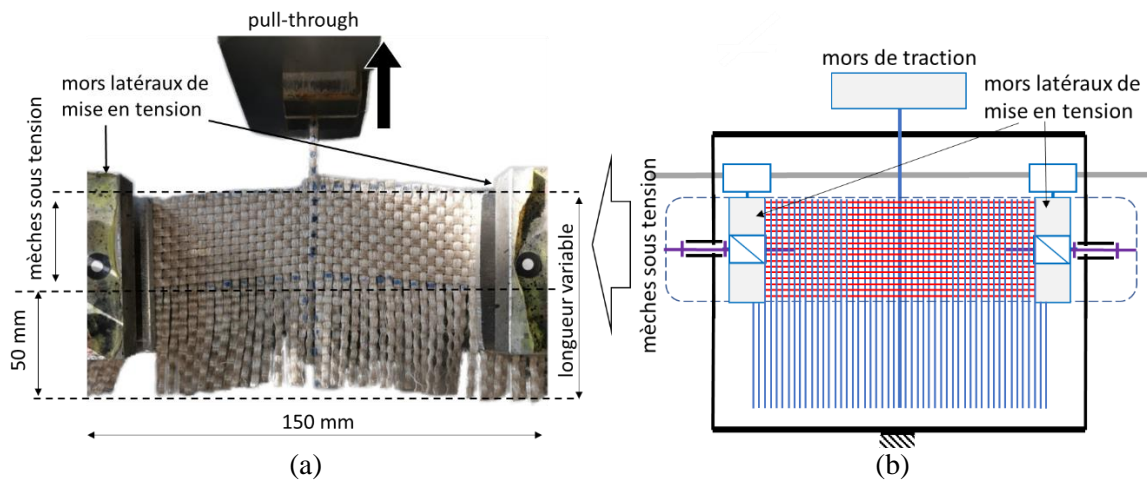 pull-through
mors latéraux de
mise en tension
mèches sous tension
50 mm
longueur variable
150 mm
(a)
mors de traction
mors latéraux de
mise en tension
mèches sous tension
(b)